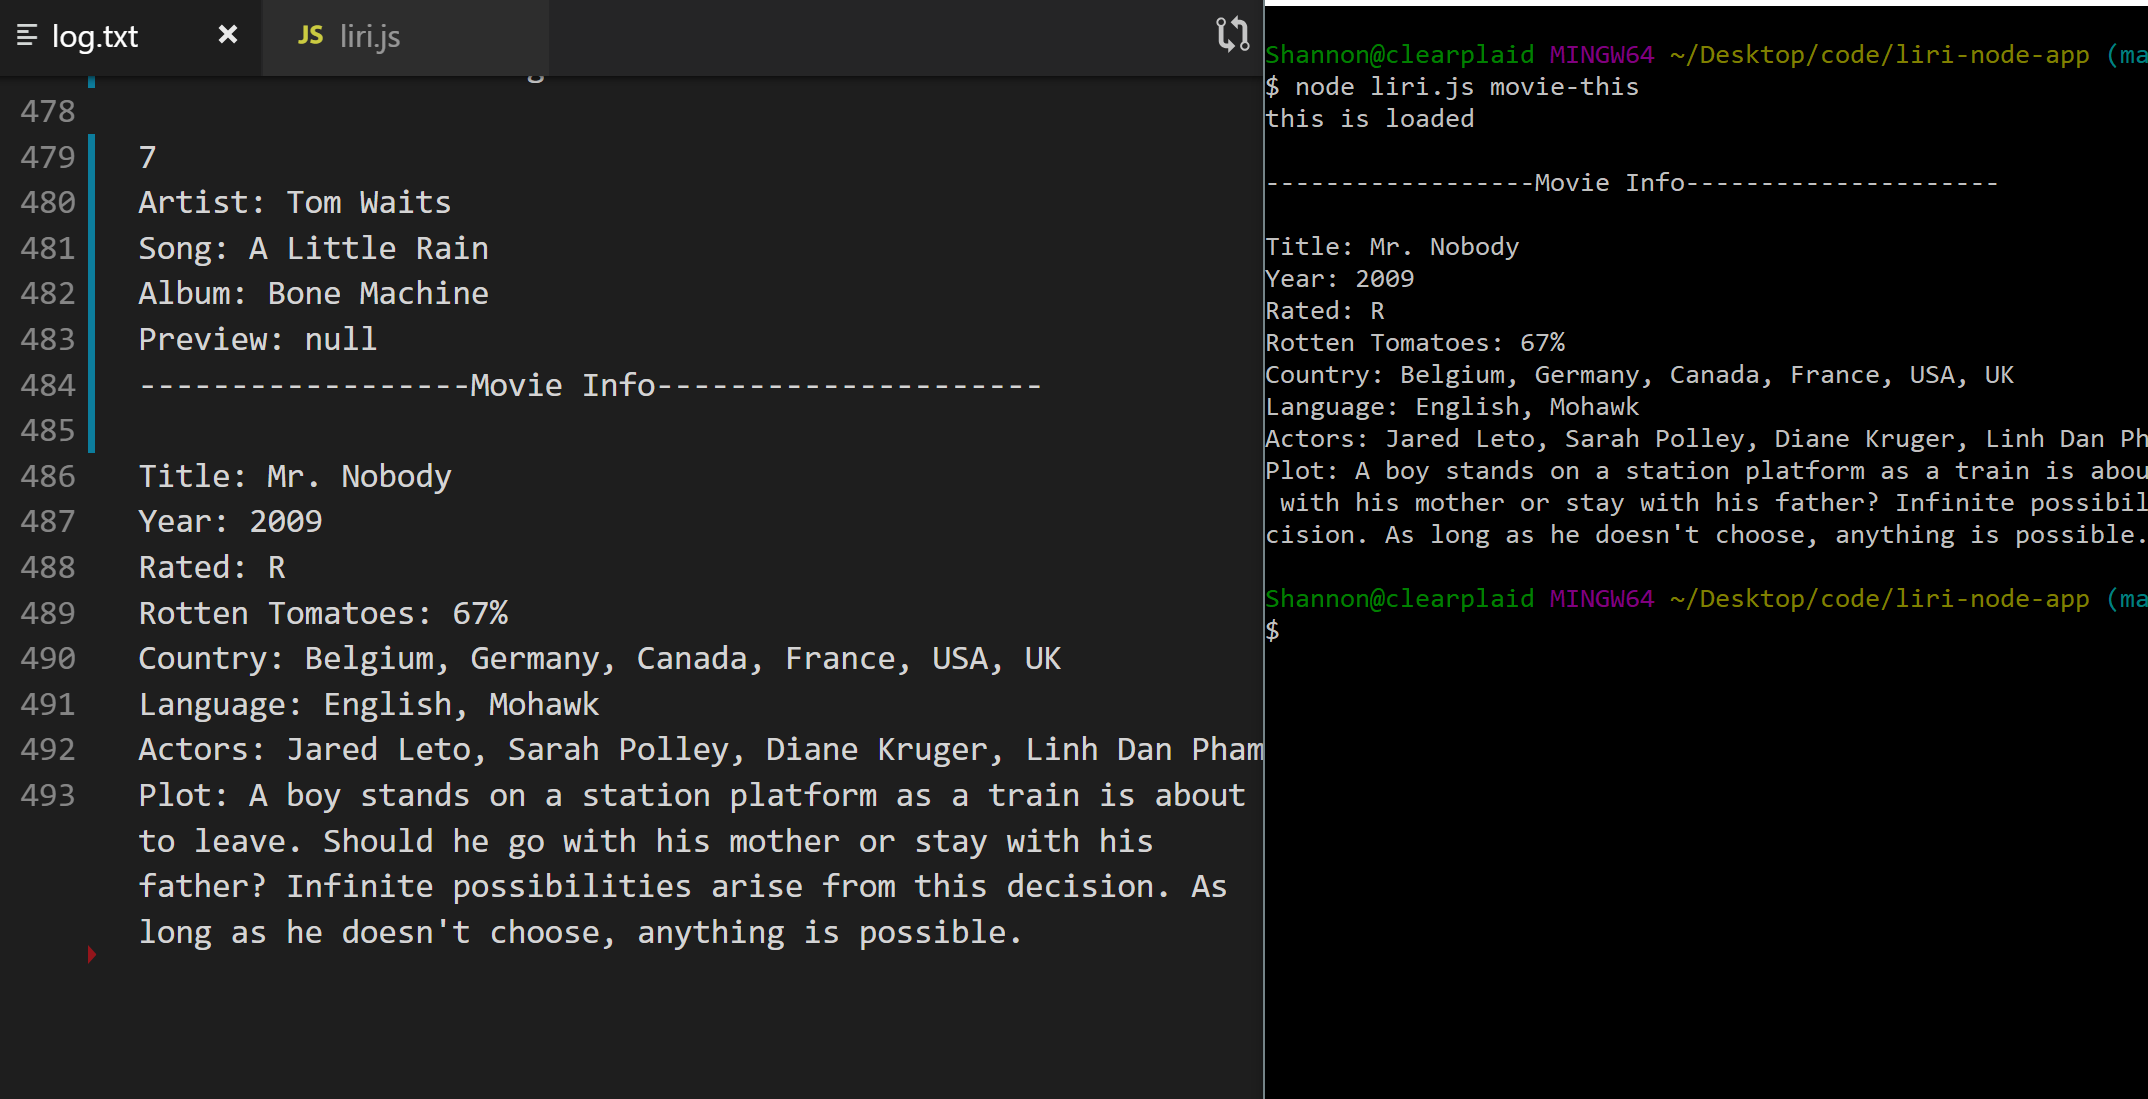 log.txt ×
JS liri.js
478
479 7
480 Artist: Tom Waits
481 Song: A Little Rain
482 Album: Bone Machine
483 Preview: null
484 ------------------Movie Info---------------------
485
486 Title: Mr. Nobody
487 Year: 2009
488 Rated: R
489 Rotten Tomatoes: 67%
490 Country: Belgium, Germany, Canada, France, USA, UK
491 Language: English, Mohawk
492 Actors: Jared Leto, Sarah Polley, Diane Kruger, Linh Dan Pham
493 Plot: A boy stands on a station platform as a train is about
to leave. Should he go with his mother or stay with his
father? Infinite possibilities arise from this decision. As
long as he doesn't choose, anything is possible.
Shannon@clearplaid MINGW64 ~/Desktop/code/liri-node-app (ma
$ node liri.js movie-this
this is loaded
------------------Movie Info---------------------
Title: Mr. Nobody
Year: 2009
Rated: R
Rotten Tomatoes: 67%
Country: Belgium, Germany, Canada, France, USA, UK
Language: English, Mohawk
Actors: Jared Leto, Sarah Polley, Diane Kruger, Linh Dan Ph
Plot: A boy stands on a station platform as a train is abou
with his mother or stay with his father? Infinite possibil
cision. As long as he doesn't choose, anything is possible.
Shannon@clearplaid MINGW64 ~/Desktop/code/liri-node-app (ma
$